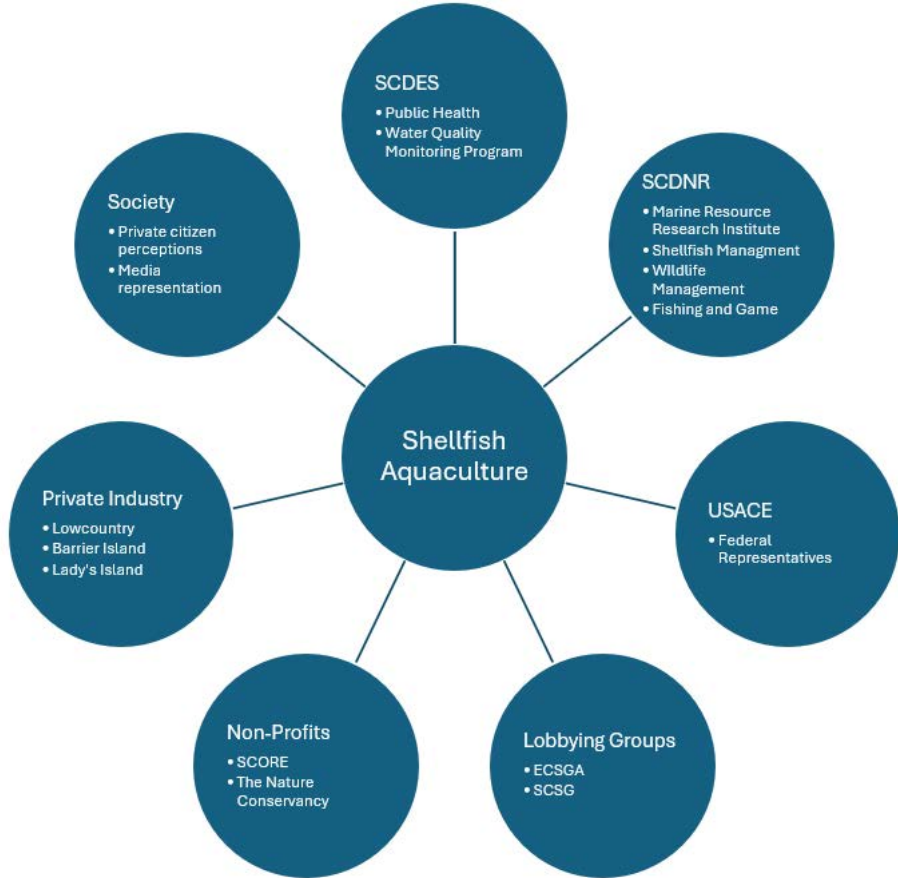 SCDES
• Public Health
• Water Quality
Monitoring Program
SCDNR
• Marine Resource
Research Institute
• Shellfish Managment
• Wildlife
Management
• Fishing and Game
USACE
• Federal
Representatives
Lobbying Groups
• ECSGA
• SCSG
Non-Profits
• SCORE
• The Nature
Conservancy
Private Industry
• Lowcountry
• Barrier Island
• Lady's Island
Society
• Private citizen
perceptions
• Media
representation
Shellfish
Aquaculture